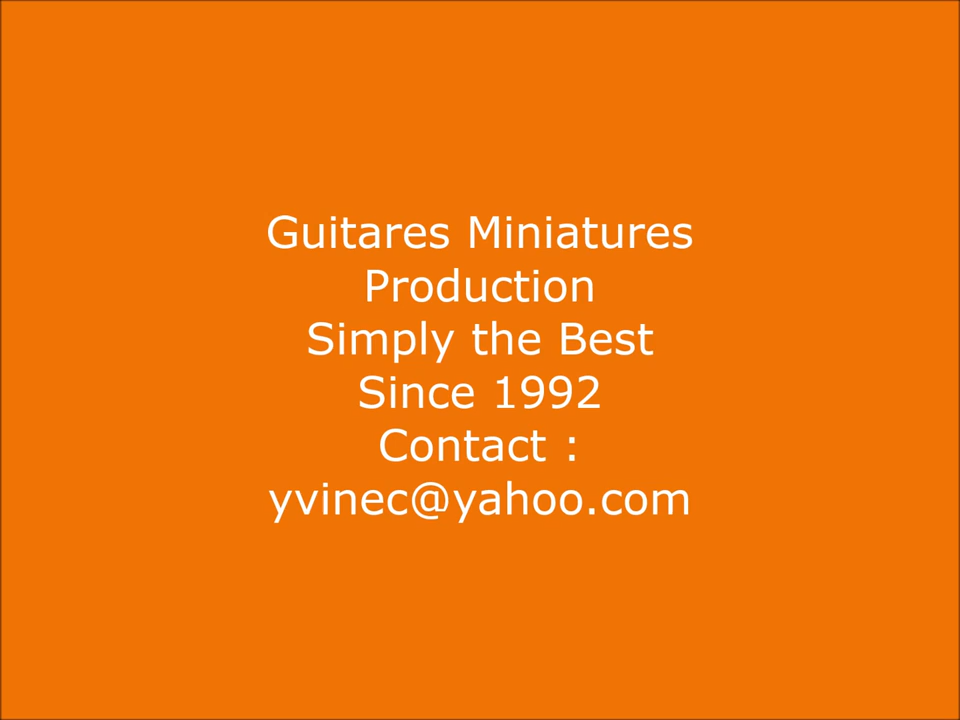 Guitares Miniatures
Production
Simply the Best
Since 1992
Contact :
yvinec@yahoo.com